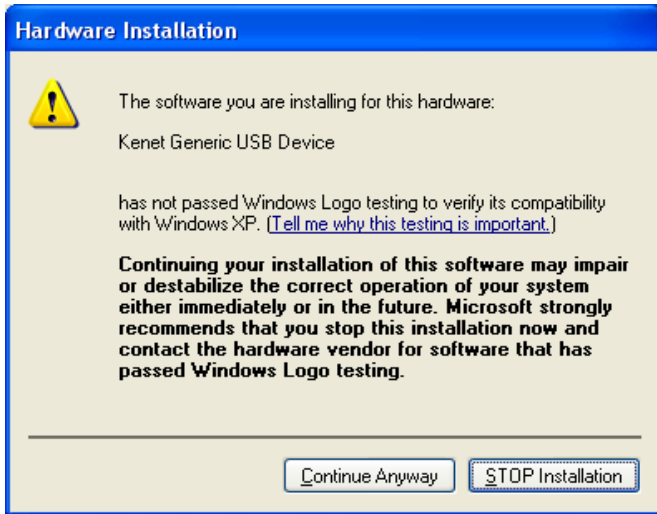 Hardware Installation
The software you are installing for this hardware:
Kenet Generic USB Device
has not passed Windows Logo testing to verify its compatibility
with Windows XP. (Tell me why this testing is important.)
Continuing your installation of this software may impair
or destabilize the correct operation of your system
either immediately or in the future. Microsoft strongly
recommends that you stop this installation now and
contact the hardware vendor for software that has
passed Windows Logo testing.
Continue Anyway
STOP Installation